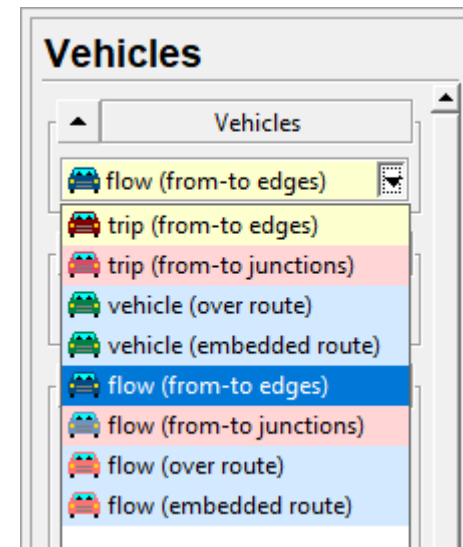 Vehicles
Vehicles
flow (from-to edges)
trip (from-to edges)
trip (from-to junctions)
vehicle (over route)
vehicle (embedded route)
flow (from-to edges)
flow (from-to junctions)
flow (over route)
flow (embedded route)